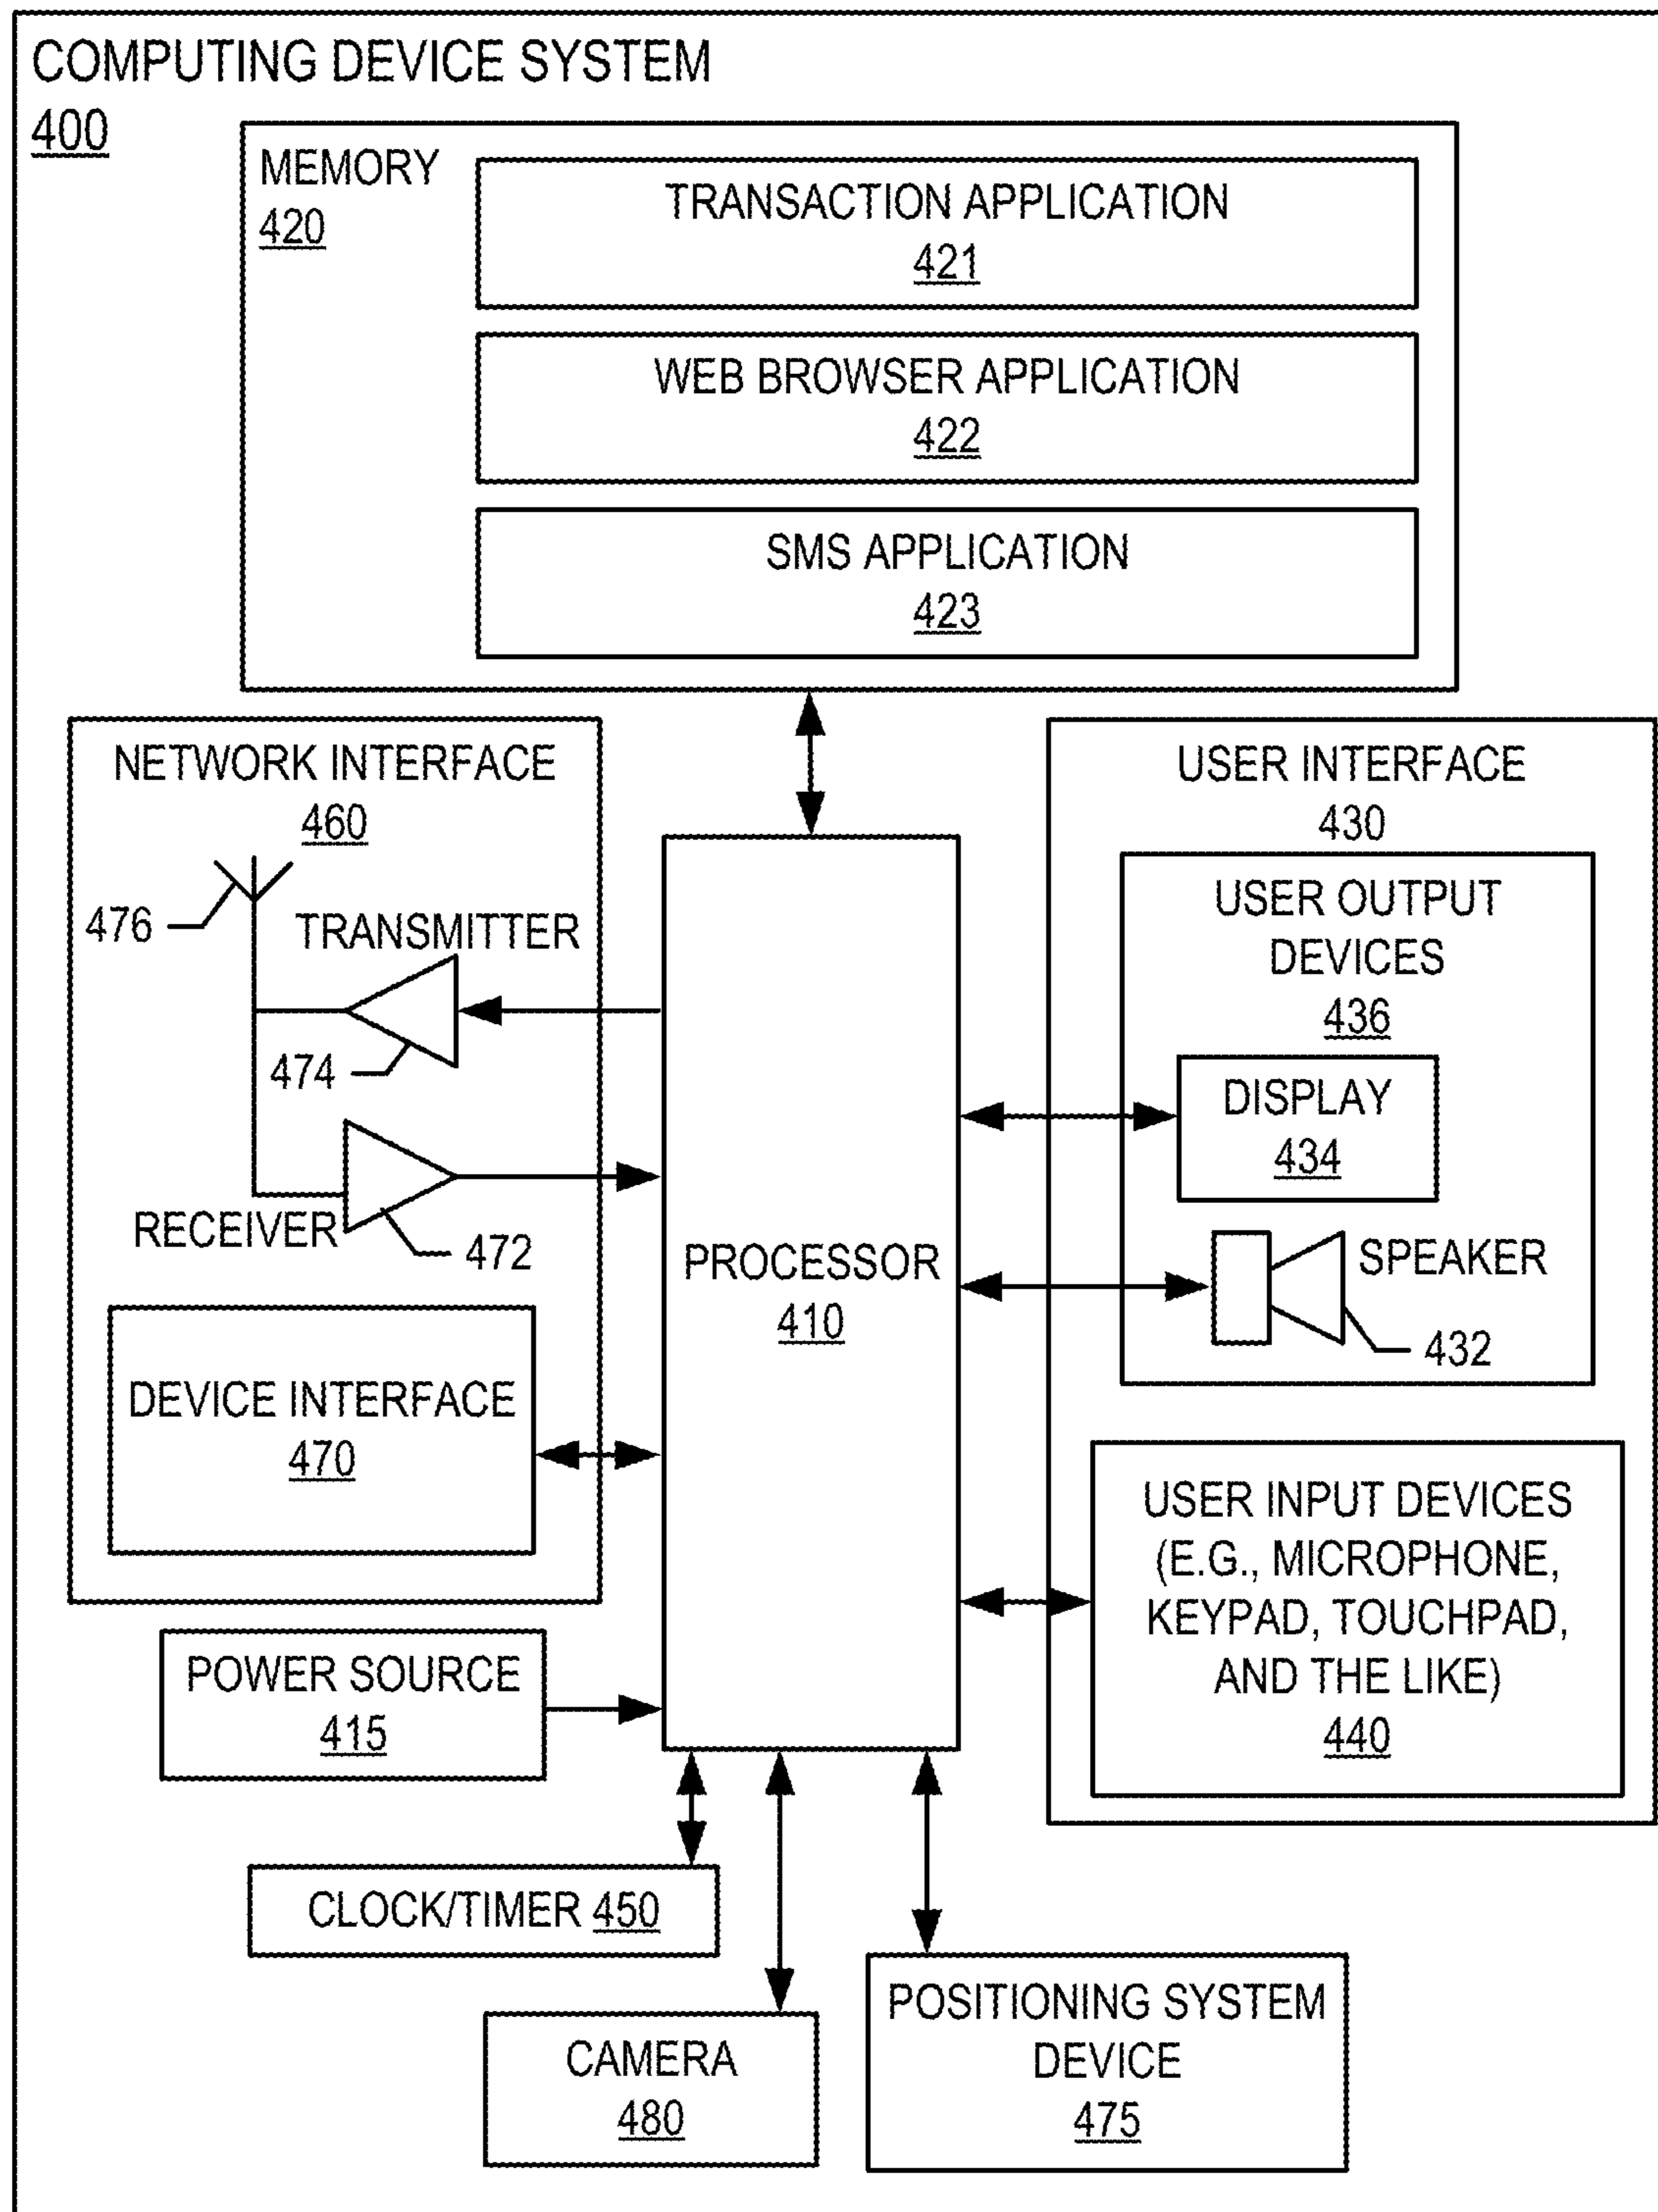 COMPUTING DEVICE SYSTEM
400
MEMORY
420
TRANSACTION APPLICATION
421
WEB BROWSER APPLICATION
422
SMS APPLICATION
423
NETWORK INTERFACE
460
476
TRANSMITTER
474
RECEIVER
472
DEVICE INTERFACE
470
PROCESSOR
410
USER INTERFACE
430
USER OUTPUT
DEVICES
436
DISPLAY
434
SPEAKER
432
USER INPUT DEVICES
(E.G., MICROPHONE,
KEYPAD, TOUCHPAD,
AND THE LIKE)
440
POWER SOURCE
415
CLOCK/TIMER 450
CAMERA
480
POSITIONING SYSTEM
DEVICE
475